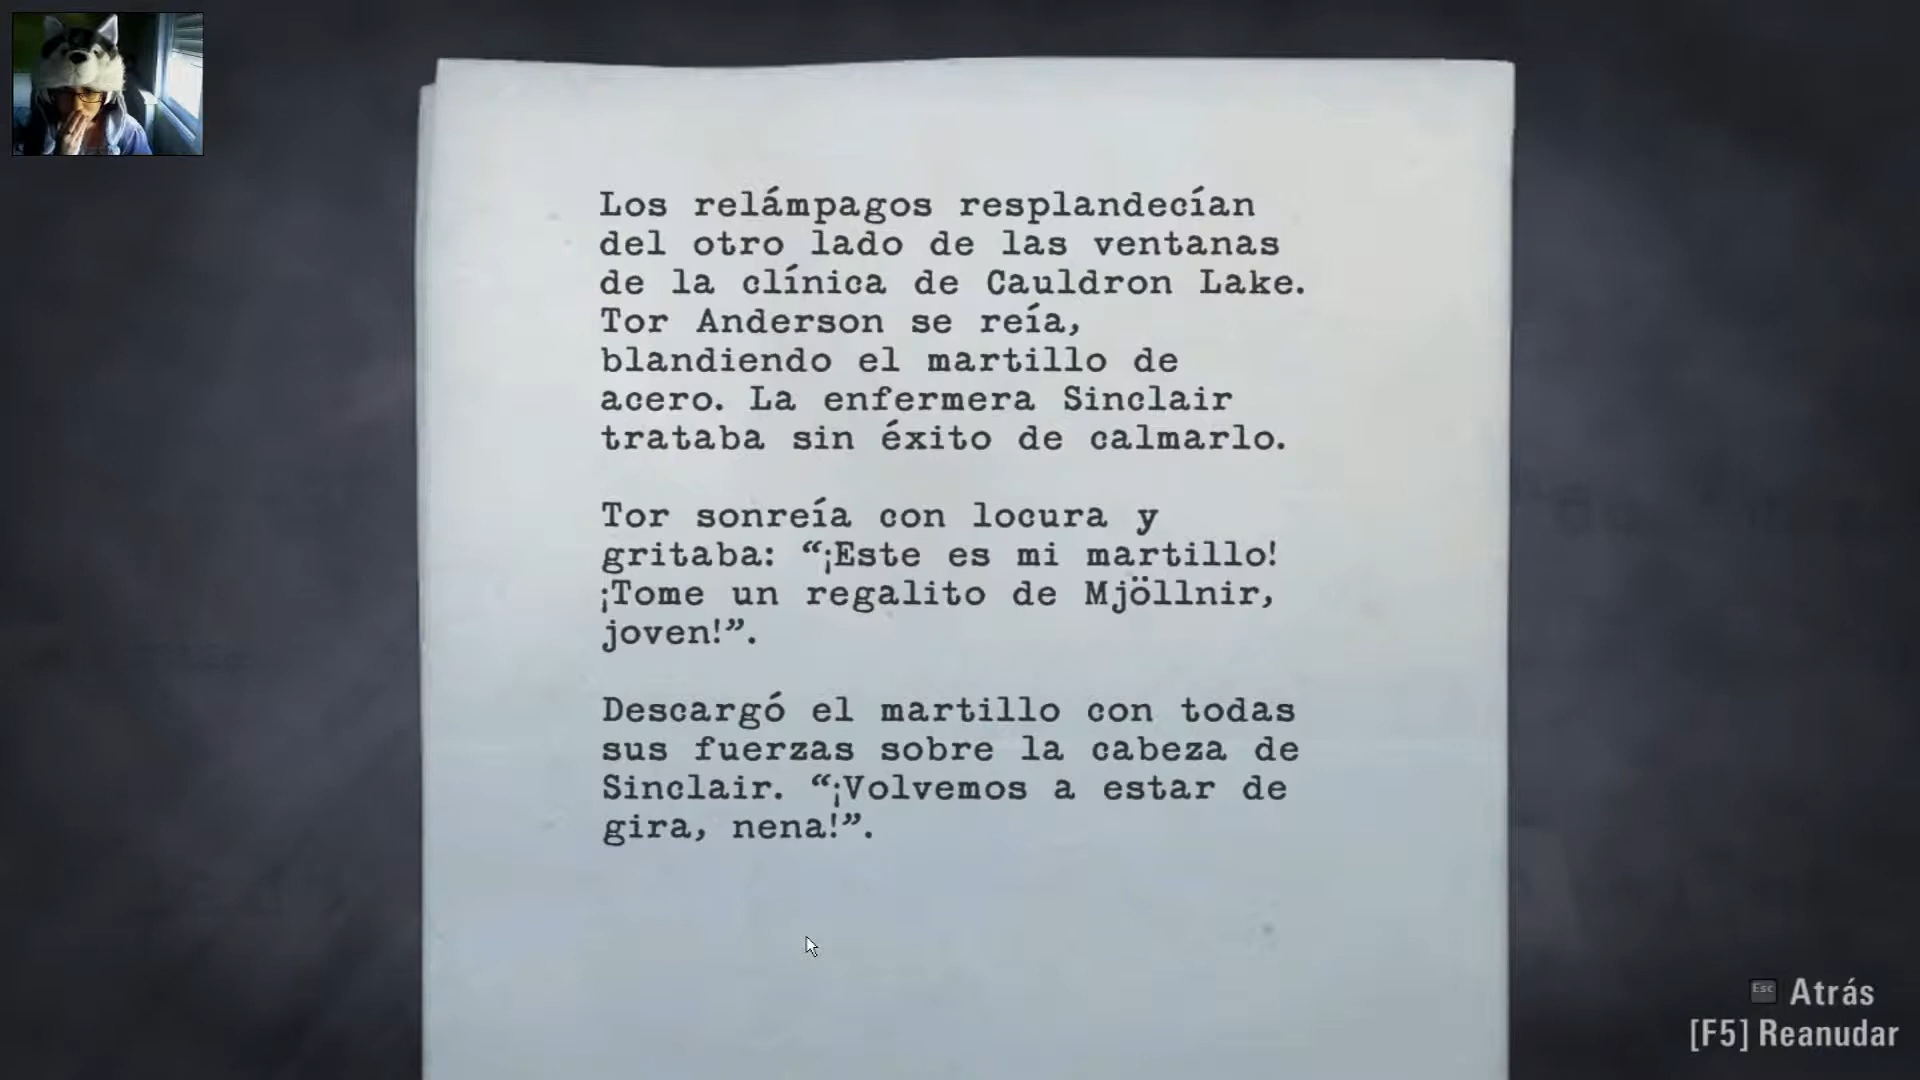 Los relámpagos resplandecían
del otro lado de las ventanas
de la clínica de Cauldron Lake.
Tor Anderson se reía,
blandiendo el martillo de
acero. La enfermera Sinclair
trataba sin éxito de calmarlo.
Tor sonreía con locura y
gritaba: “¡Este es mi martillo!
¡Tome un regalito de Mjöllnir,
joven!”.
Descargó el martillo con todas
sus fuerzas sobre la cabeza de
Sinclair. “¡Volvemos a estar de
gira, nena!”.
Esc Atrás
[F5] Reanudar